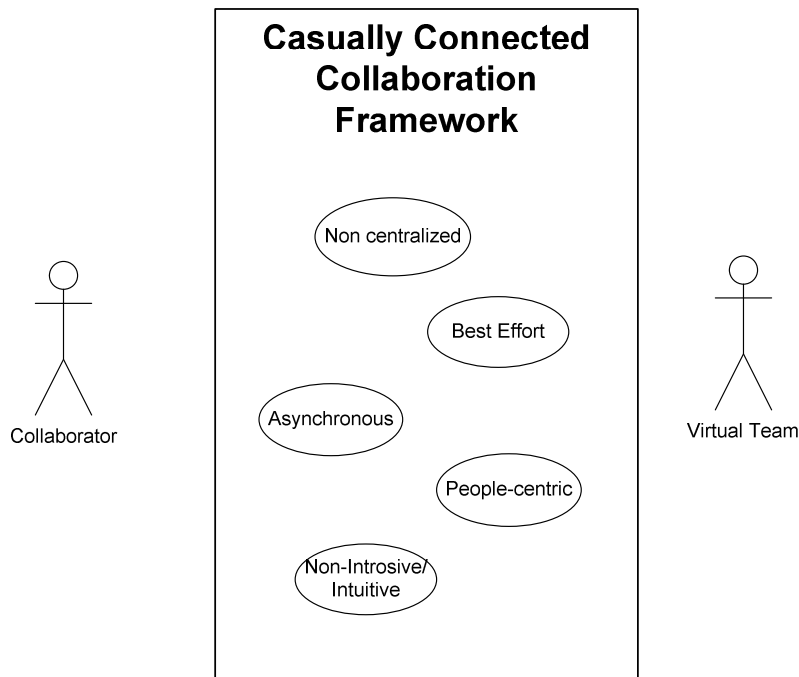 Casually Connected
Collaboration
Framework
Non centralized
Best Effort
Asynchronous
Collaborator
Virtual Team
People-centric
Non-Introsive/
Intuitive